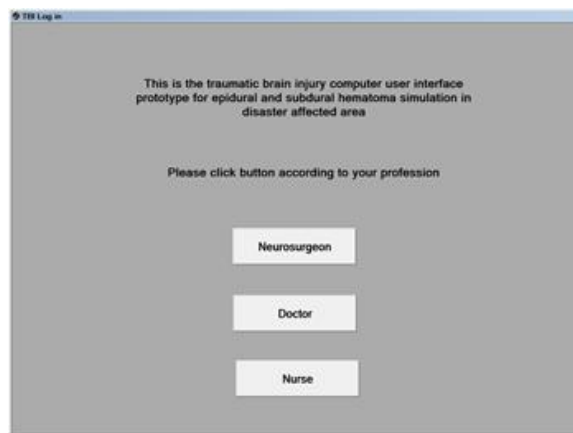 TBI Log in
This is the traumatic brain injury computer user interface
prototype for epidural and subdural hematoma simulation in
disaster affected area
Please click button according to your profession
Neurosurgeon
Doctor
Nurse